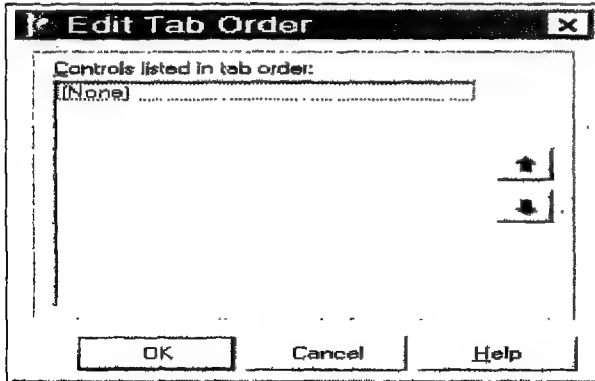 Edit Tab Order
Controls listed in tab order:
(None)
OK Cancel Help